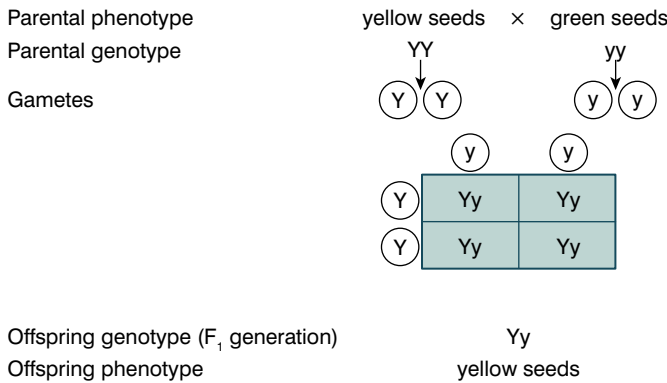 Parental phenotype yellow seeds × green seeds
Parental genotype YY yy
Gametes Y Y y y
y y
Y Yy Yy
Y Yy Yy
Offspring genotype (F₁ generation) Yy
Offspring phenotype yellow seeds